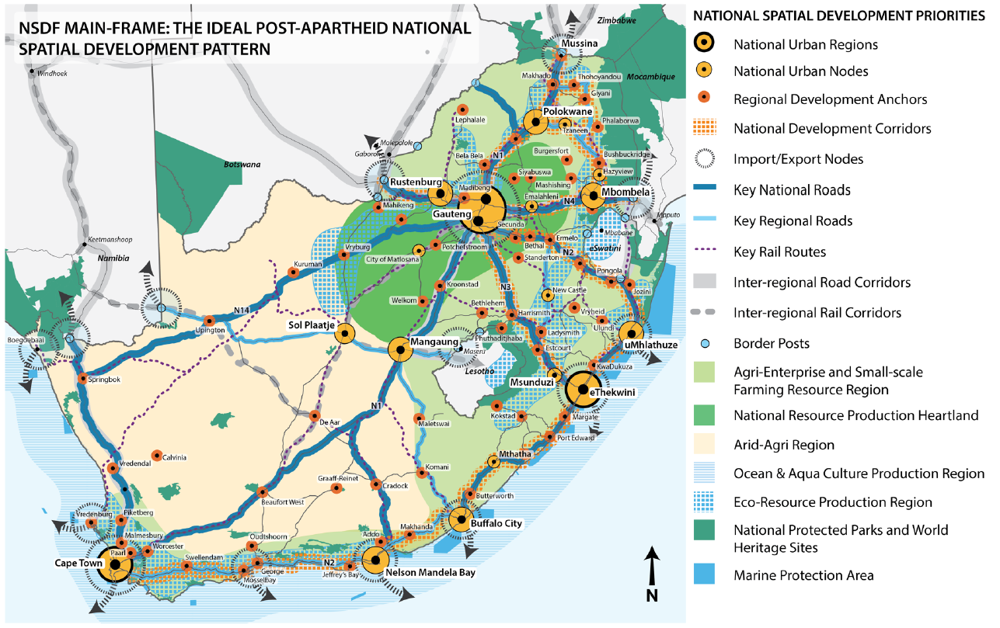 NSDF MAIN-FRAME: THE IDEAL POST-APARTHEID NATIONAL
SPATIAL DEVELOPMENT PATTERN
Zimbabwe
Mussina
Windhoek
Makhado
Thohoyandou
Mocambique
Giyani
Polokwane
Lephalale
Tzaneen
Phalaborwa
Molepolole
Gaborone
Burgersfort
Bela Bela
N1
Bushbuckridge
Botswana
Siyabuswa
Hazyview
Rustenburg
Madibeng
Mashishing
Mbombela
Emalahleni
N4
Mahikeng
Gauteng
Maputo
Secunda
Mbabane
Keetmanshoop
Ermelo
Vryburg
Potchefstroom
Bethal
eSwatini
Namibia
City of Matlosana
Standerton
N2
Kuruman
Pongola
Kroonstad
N3
New Castle
Jozini
Welkom
Bethlehem
N14
Harrismith
Vryheid
Sol Plaatje
Upington
Ladysmith
Ulundi
Boegoebaai
Mangaung
Phuthaditjhaba
uMhlathuze
Maseru
Estcourt
Lesotho
KwaDukuza
Springbok
Msunduzi
eThekwini
N1
Kokstad
Margate
De Aar
Maletswai
Port Edward
Calvinia
Mthatha
Vredendal
Komani
Graaff-Reinet
Cradock
Beaufort West
Butterworth
Vredenburg
Piketberg
Buffalo City
Makhanda
Malmesbury
Oudtshoorn
Addo
Paarl
Worcester
Cape Town
Swellendam
N2
George
Nelson Mandela Bay
Mosselbay
Jeffrey's Bay
N
NATIONAL SPATIAL DEVELOPMENT PRIORITIES
National Urban Regions
National Urban Nodes
Regional Development Anchors
National Development Corridors
Import/Export Nodes
Key National Roads
Key Regional Roads
Key Rail Routes
Inter-regional Road Corridors
Inter-regional Rail Corridors
Border Posts
Agri-Enterprise and Small-scale
Farming Resource Region
National Resource Production Heartland
Arid-Agri Region
Ocean & Aqua Culture Production Region
Eco-Resource Production Region
National Protected Parks and World
Heritage Sites
Marine Protection Area